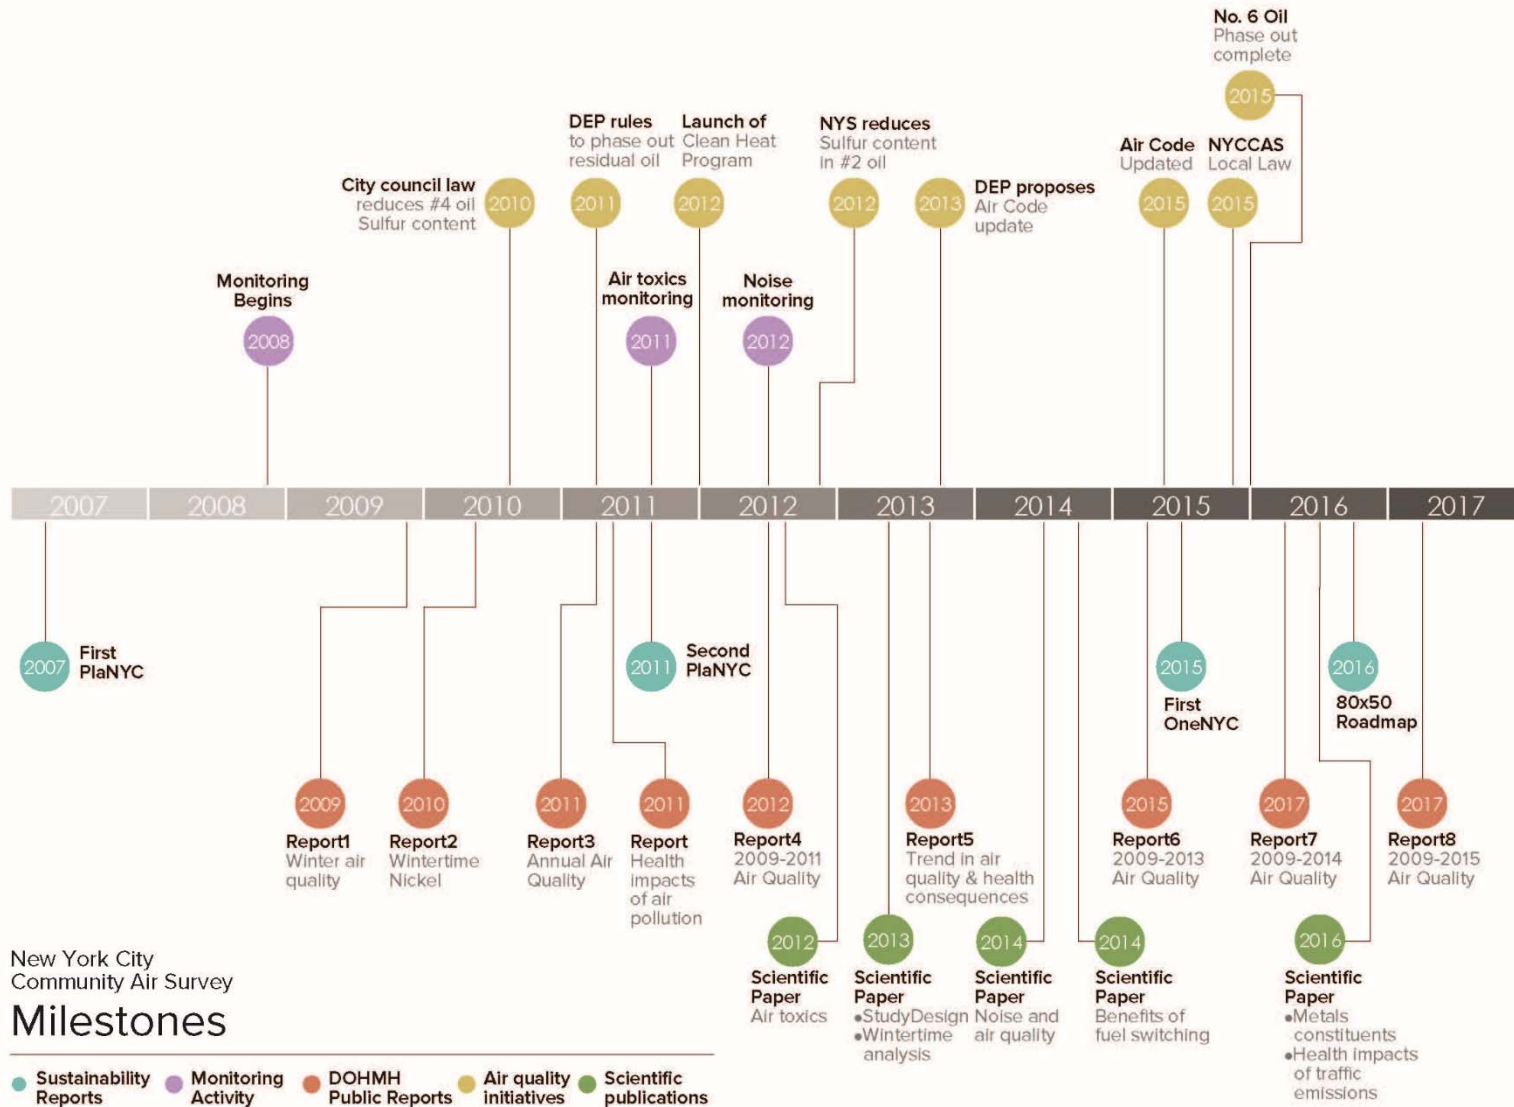 No. 6 Oil
Phase out
complete
2015
DEP rules
to phase out
residual oil
2011
Launch of
Clean Heat
Program
2012
NYS reduces
Sulfur content
in #2 oil
2012
Air Code
Updated
2015
NYCCAS
Local Law
2015
City council law
reduces #4 oil
Sulfur content
2010
2013
DEP proposes
Air Code
update
Monitoring
Begins
2008
Air toxics
monitoring
2011
Noise
monitoring
2012
2007 2008 2009 2010 2011 2012 2013 2014 2015 2016 2017
2007
First
PlaNYC
2011
Second
PlaNYC
2015
First
OneNYC
2016
80x50
Roadmap
2009
Report1
Winter air
quality
2010
Report2
Wintertime
Nickel
2011
Report3
Annual Air
Quality
2011
Report
Health
impacts
of air
pollution
2012
Report4
2009-2011
Air Quality
2013
Report5
Trend in air
quality & health
consequences
2015
Report6
2009-2013
Air Quality
2017
Report7
2009-2014
Air Quality
2017
Report8
2009-2015
Air Quality
2012
Scientific
Paper
Air toxics
2013
Scientific
Paper
•StudyDesign
•Wintertime
analysis
2014
Scientific
Paper
Noise and
air quality
2014
Scientific
Paper
Benefits of
fuel switching
2016
Scientific
Paper
•Metals
constituents
•Health impacts
of traffic
emissions
New York City
Community Air Survey
Milestones
Sustainability
Reports
Monitoring
Activity
DOHMH
Public Reports
Air quality
initiatives
Scientific
publications